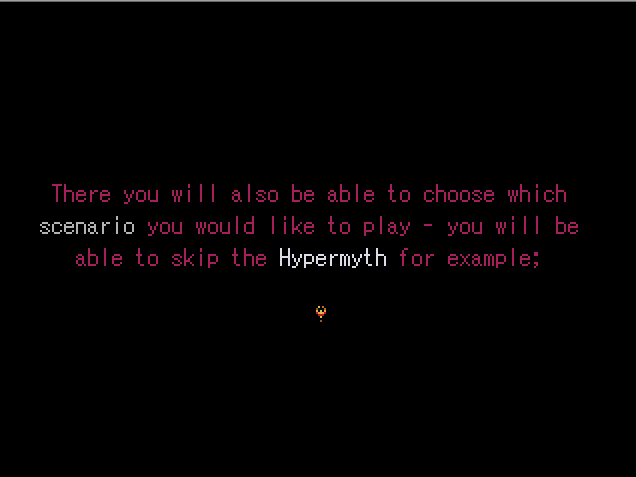 There you will also be able to choose which
scenario you would like to play - you will be
able to skip the Hypermyth for example;